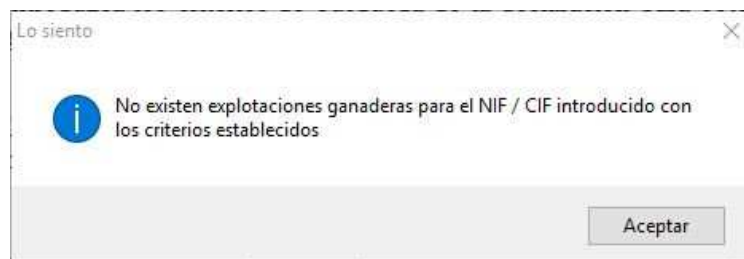 Lo siento
No existen explotaciones ganaderas para el NIF / CIF introducido con
los criterios establecidos
Aceptar